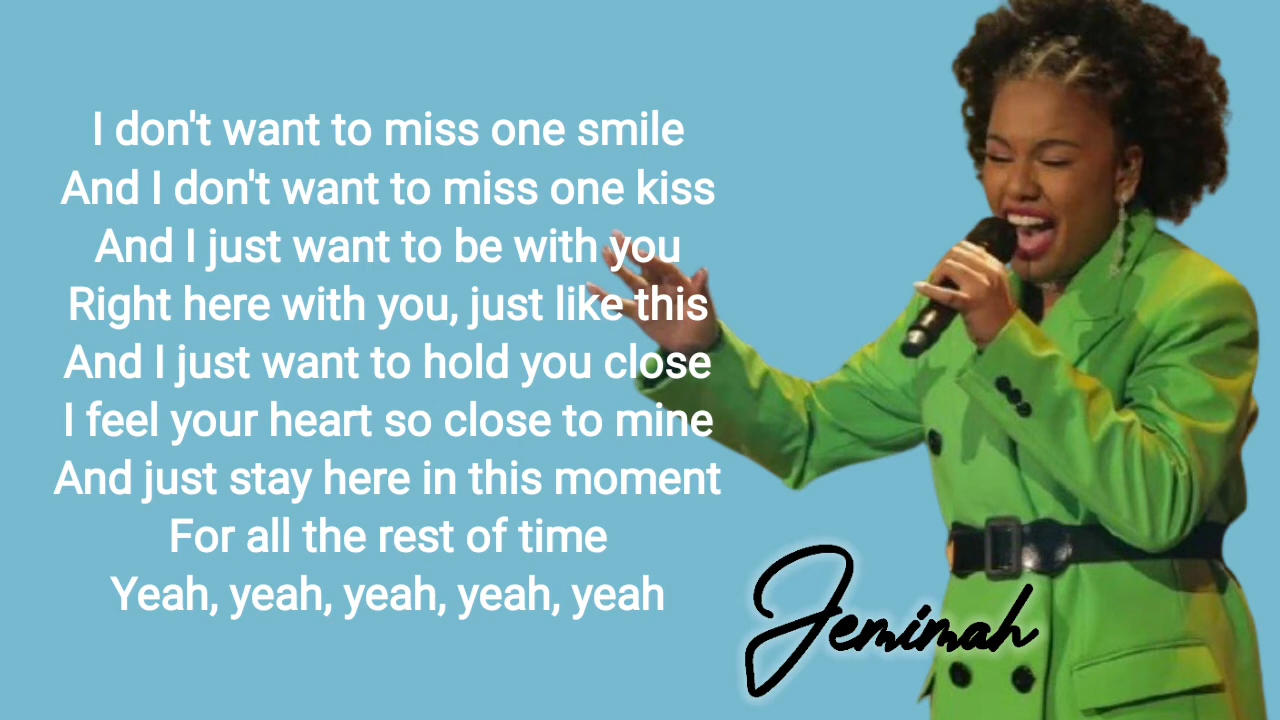 I don't want to miss one smile
And I don't want to miss one kiss
And I just want to be with you
Right here with you, just like this
And I just want to hold you close
I feel your heart so close to mine
And just stay here in this moment
For all the rest of time
Yeah, yeah, yeah, yeah, yeah
Jemimah